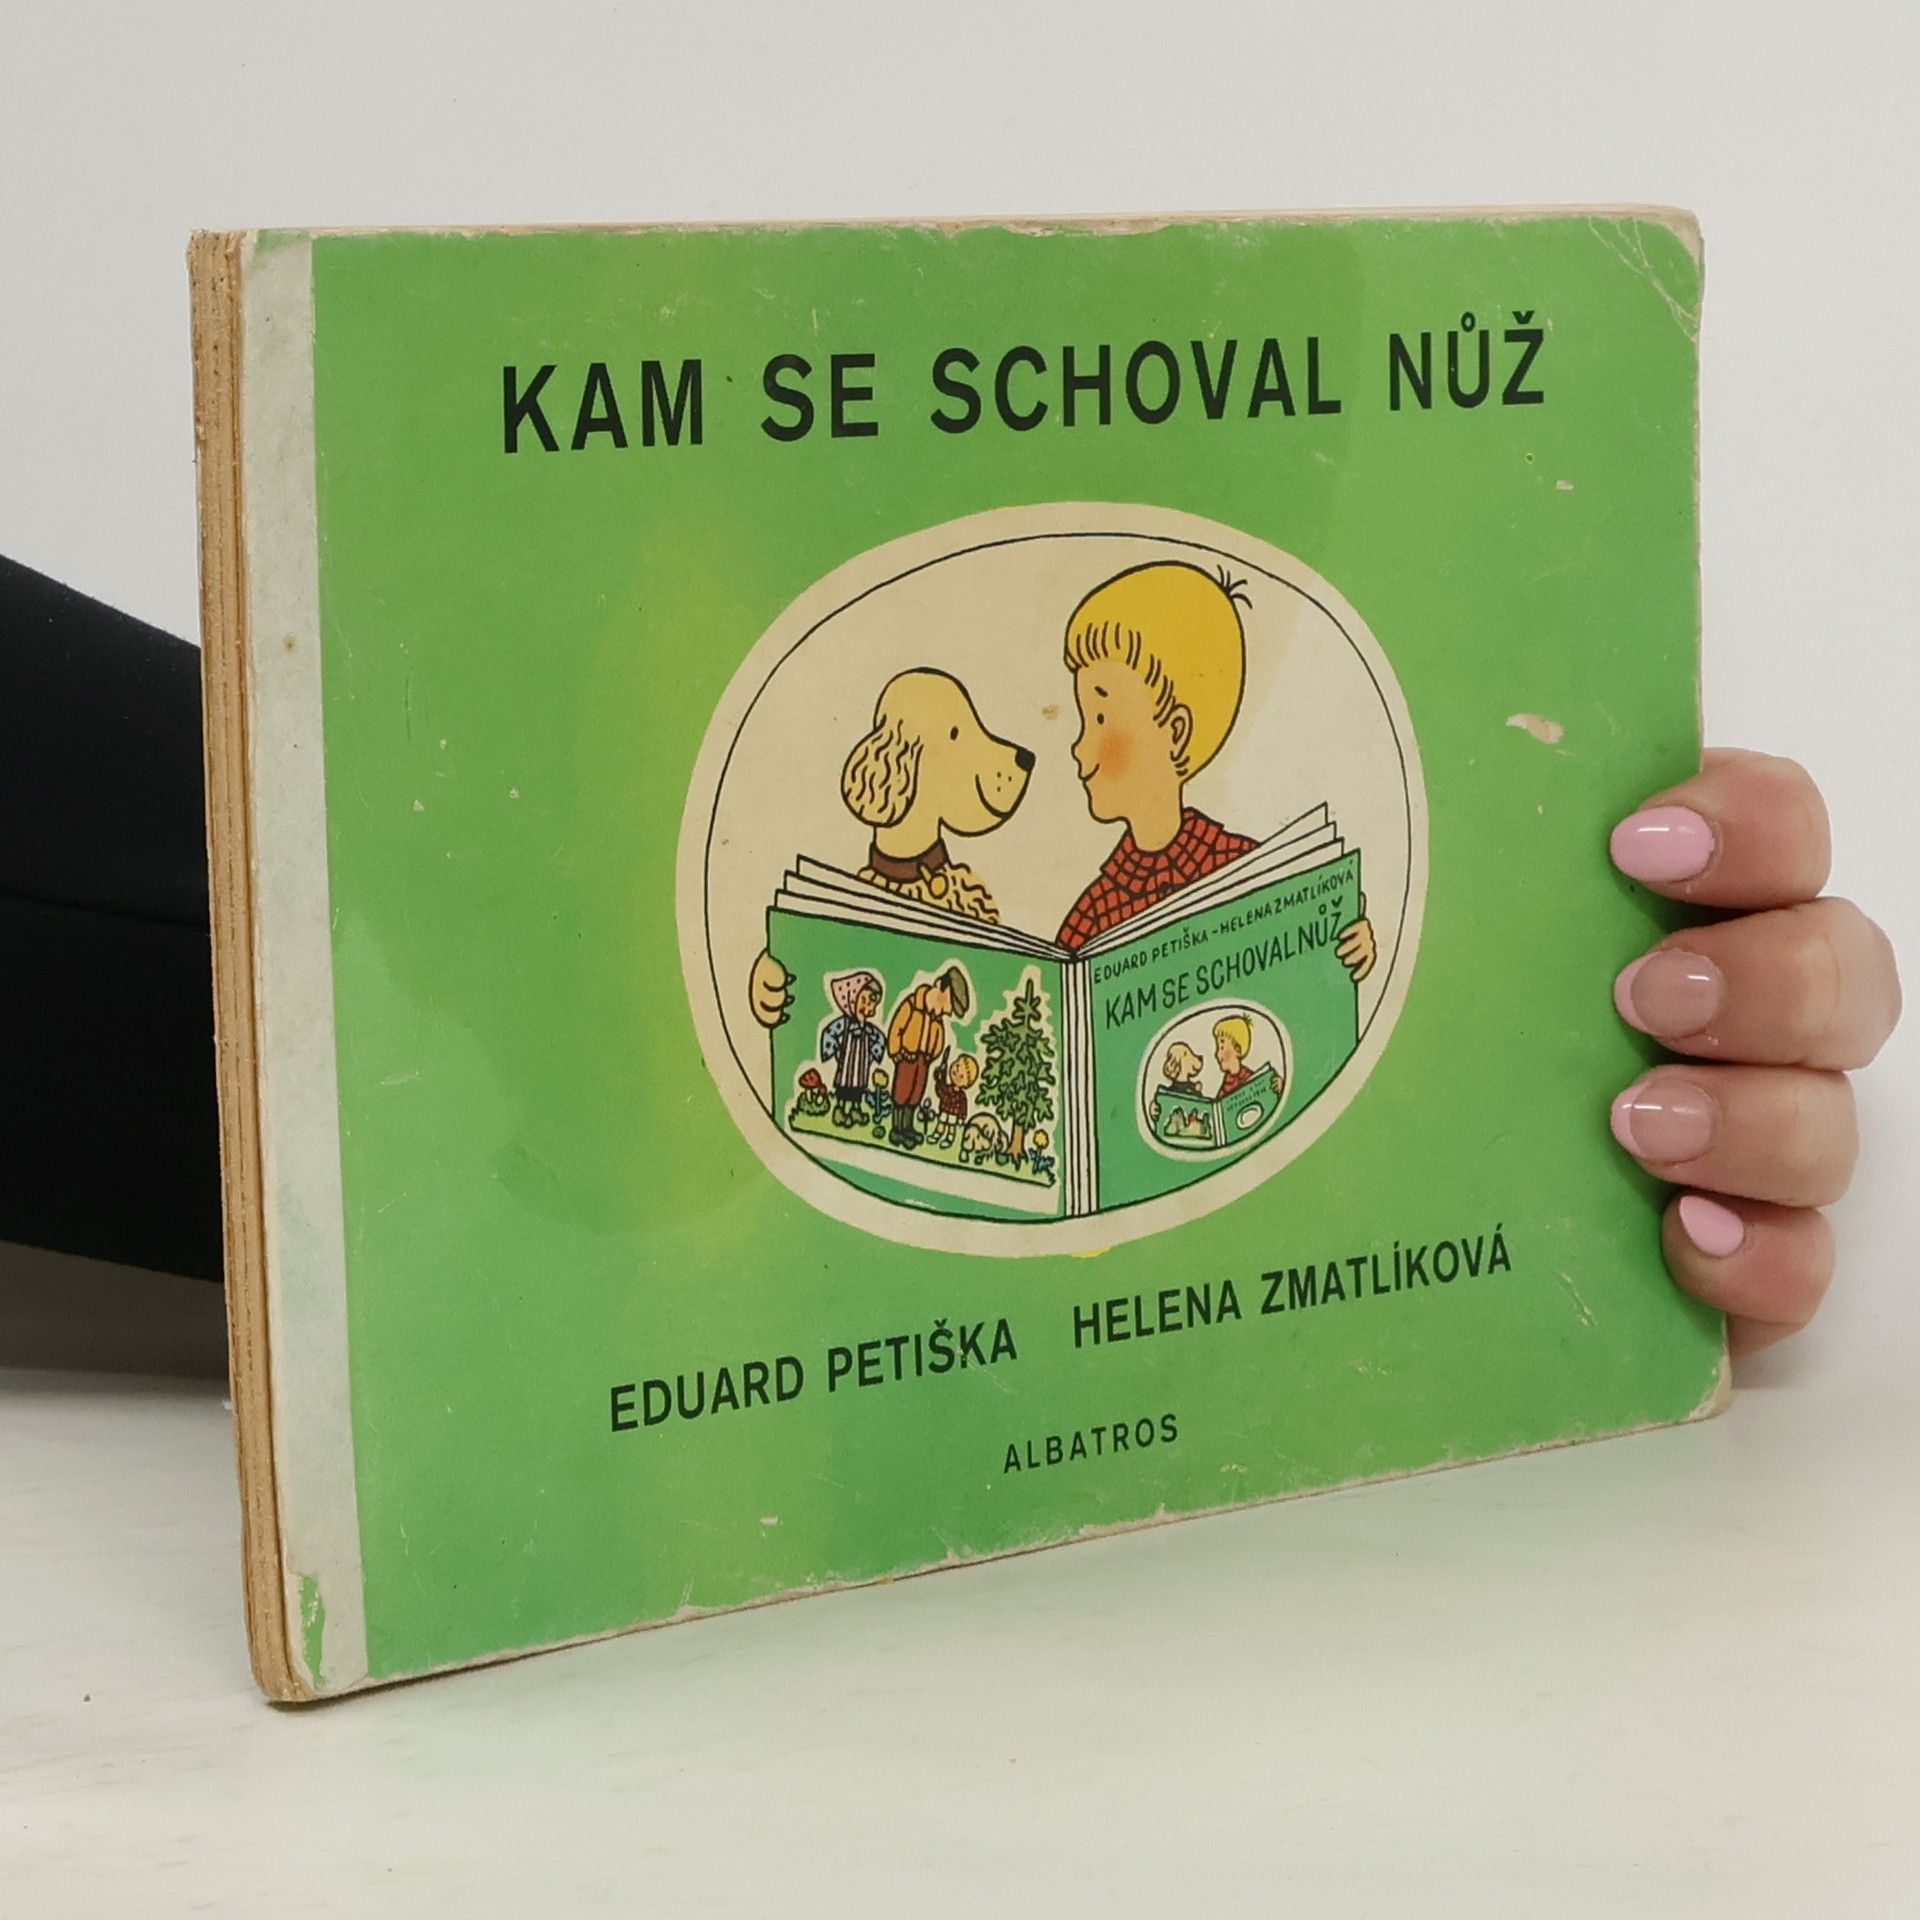 KAM SE SCHOVAL NŮŽ
EDUARD PETIŠKA - HELENA ZMATLÍKOVÁ
KAM SE SCHOVAL NŮŽ
EDUARD PETIŠKA HELENA ZMATLÍKOVÁ
ALBATROS